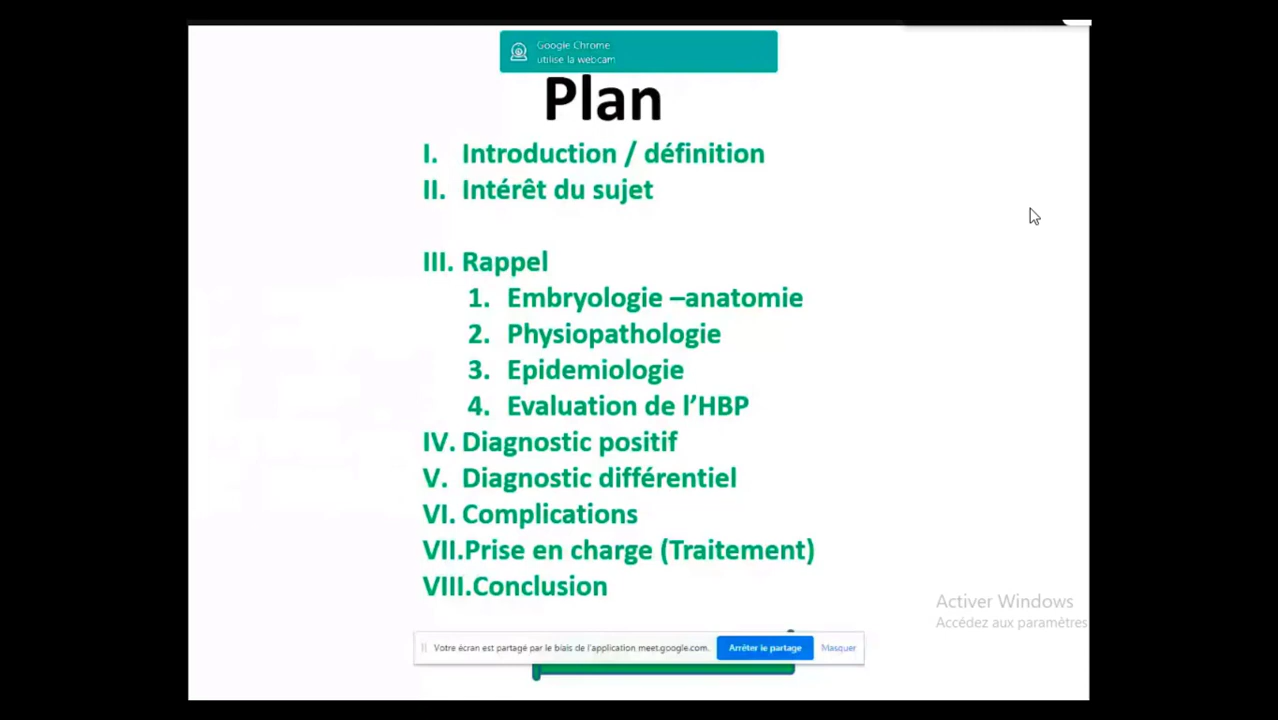 Google Chrome
utilise la webcam
Plan
I. Introduction / définition
II. Intérêt du sujet
III. Rappel
1. Embryologie –anatomie
2. Physiopathologie
3. Epidemiologie
4. Evaluation de l’HBP
IV. Diagnostic positif
V. Diagnostic différentiel
VI. Complications
VII.Prise en charge (Traitement)
VIII.Conclusion
Activer Windows
Accédez aux paramètres
Votre écran est partagé par le biais de l'application meet.google.com. Arrêter le partage Masquer